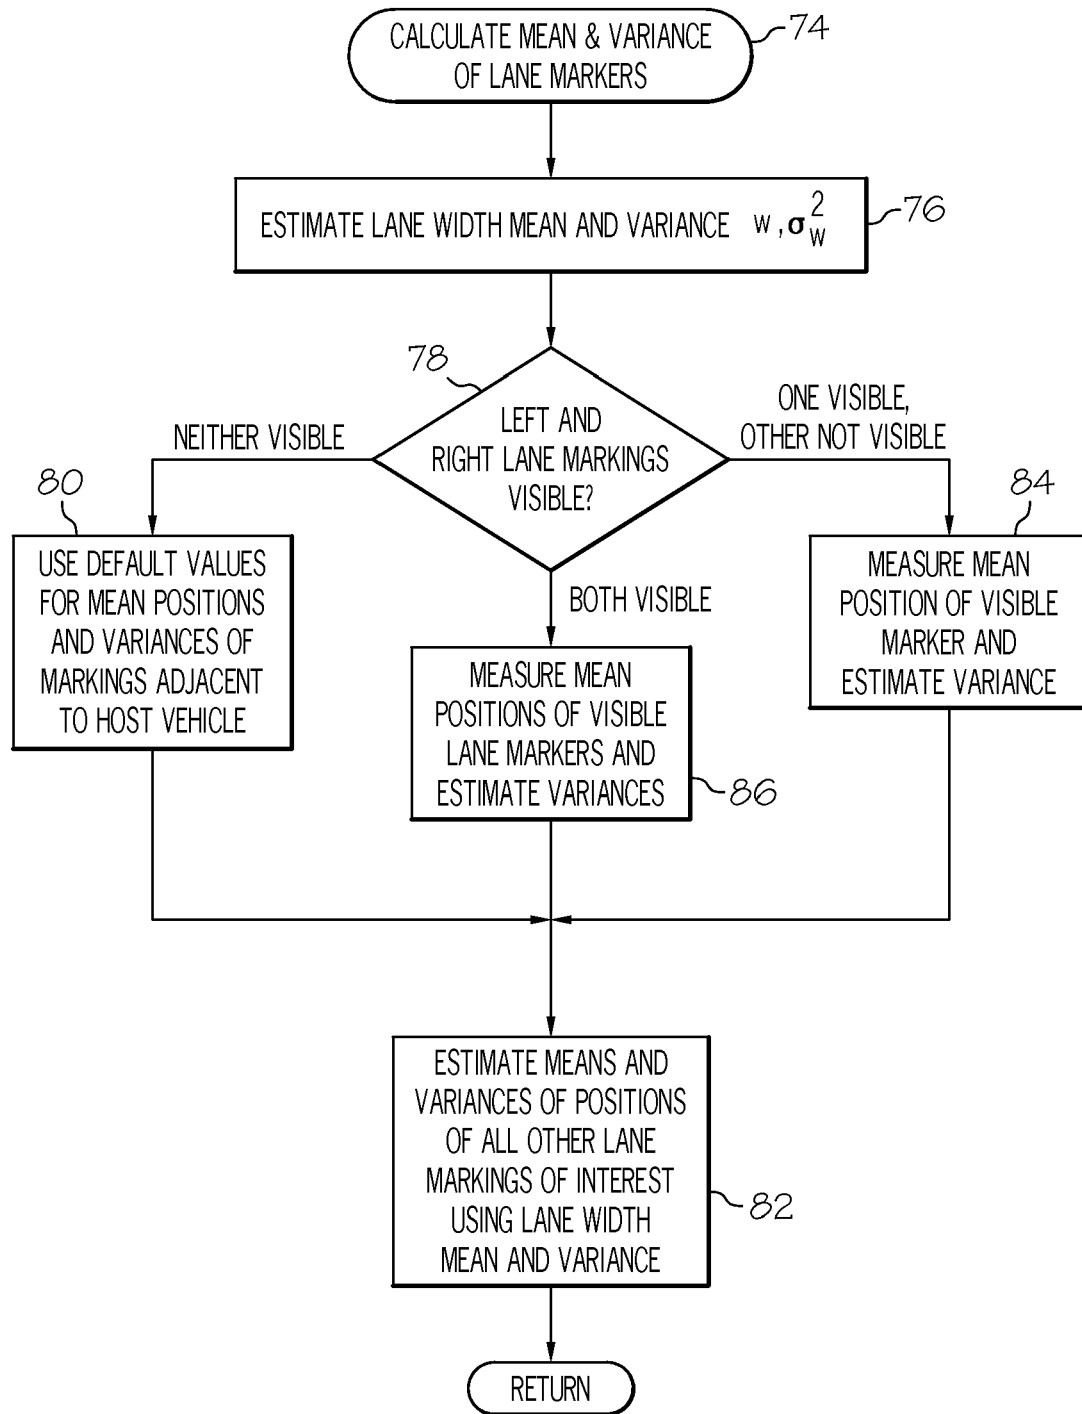 CALCULATE MEAN & VARIANCE
OF LANE MARKERS
74
ESTIMATE LANE WIDTH MEAN AND VARIANCE w, σ_w^2
76
78
LEFT AND
RIGHT LANE MARKINGS
VISIBLE?
NEITHER VISIBLE
ONE VISIBLE,
OTHER NOT VISIBLE
80
USE DEFAULT VALUES
FOR MEAN POSITIONS
AND VARIANCES OF
MARKINGS ADJACENT
TO HOST VEHICLE
BOTH VISIBLE
MEASURE MEAN
POSITIONS OF VISIBLE
LANE MARKERS AND
ESTIMATE VARIANCES
86
84
MEASURE MEAN
POSITION OF VISIBLE
MARKER AND
ESTIMATE VARIANCE
ESTIMATE MEANS AND
VARIANCES OF POSITIONS
OF ALL OTHER LANE
MARKINGS OF INTEREST
USING LANE WIDTH
MEAN AND VARIANCE
82
RETURN